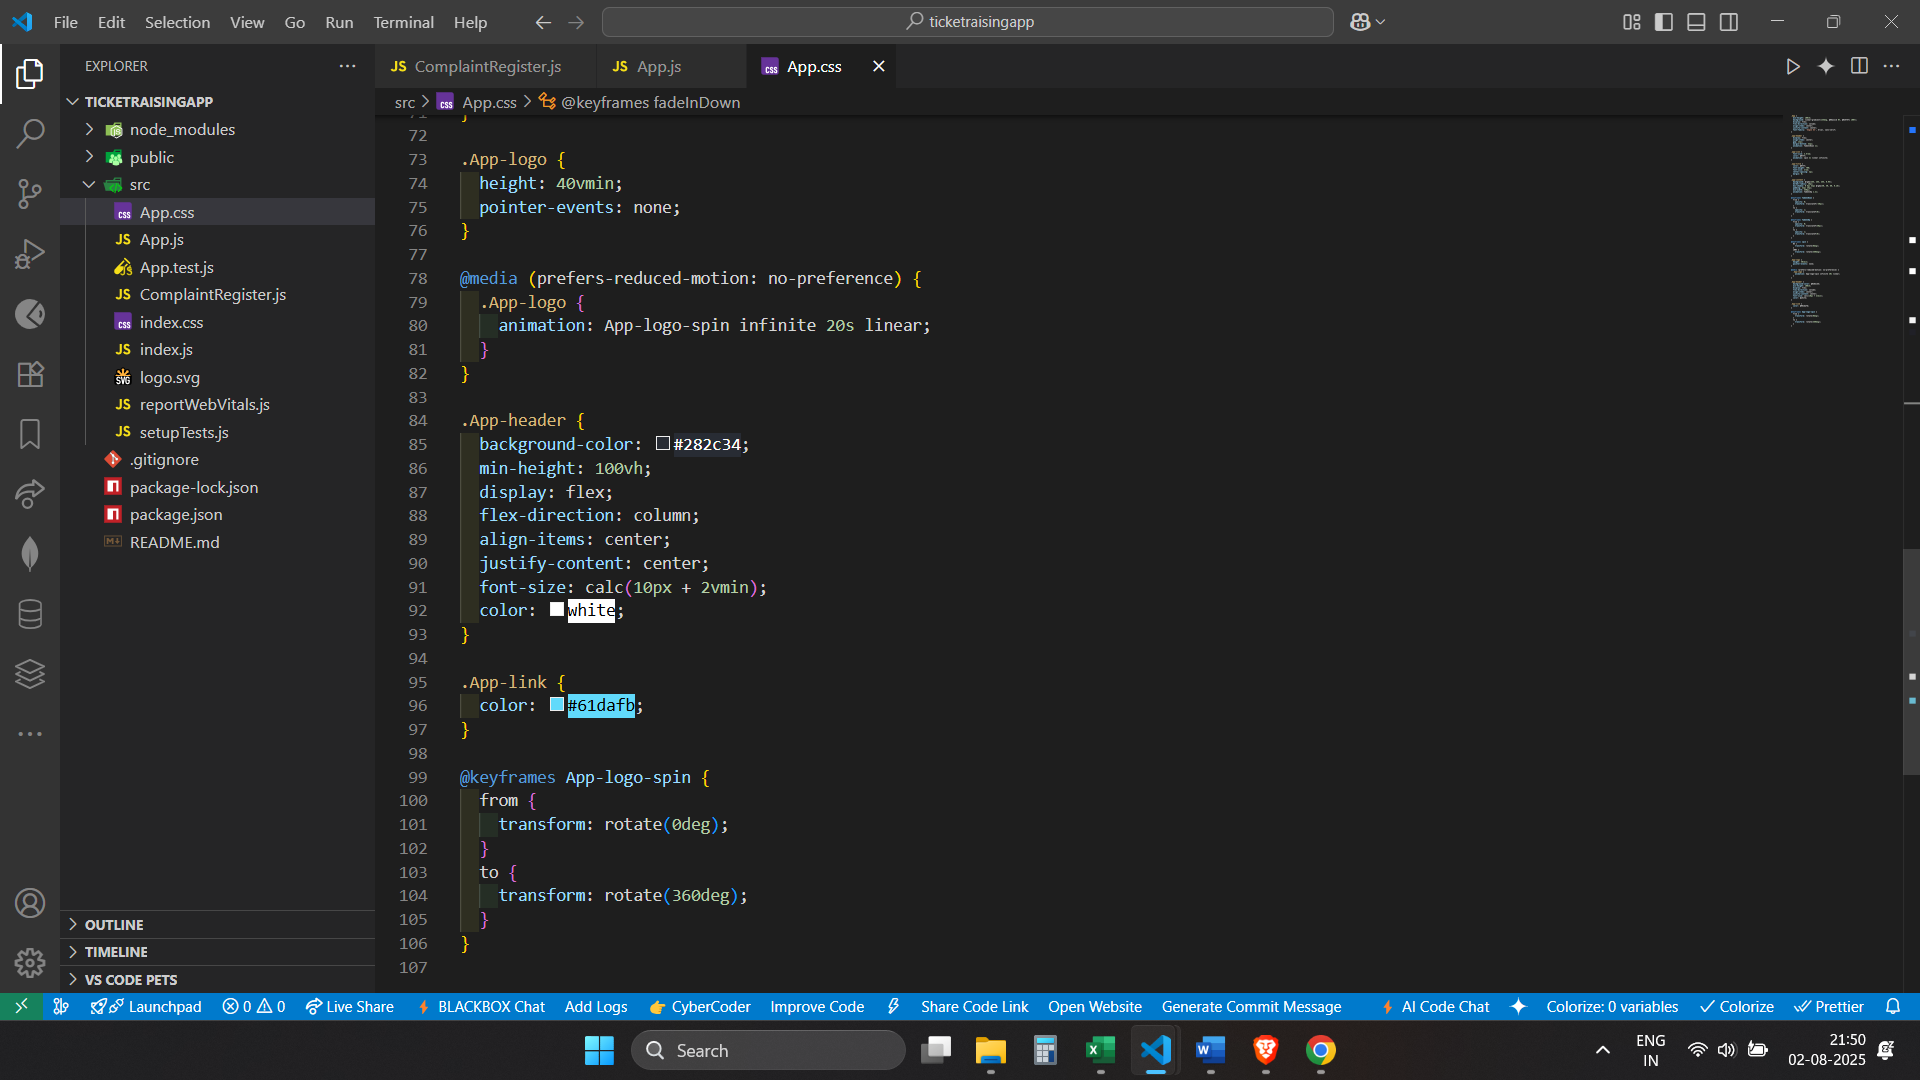 File Edit Selection View Go Run Terminal Help
ticketraisingapp
EXPLORER
TICKETRAISINGAPP
node_modules
public
src
App.css
JS App.js
App.test.js
JS ComplaintRegister.js
index.css
JS index.js
logo.svg
JS reportWebVitals.js
JS setupTests.js
.gitignore
package-lock.json
package.json
README.md
OUTLINE
TIMELINE
VS CODE PETS
JS ComplaintRegister.js
JS App.js
App.css
src > App.css > @keyframes fadeInDown
71 }
72
73 .App-logo {
74 height: 40vmin;
75 pointer-events: none;
76 }
77
78 @media (prefers-reduced-motion: no-preference) {
79 .App-logo {
80 animation: App-logo-spin infinite 20s linear;
81 }
82 }
83
84 .App-header {
85 background-color: #282c34;
86 min-height: 100vh;
87 display: flex;
88 flex-direction: column;
89 align-items: center;
90 justify-content: center;
91 font-size: calc(10px + 2vmin);
92 color: white;
93 }
94
95 .App-link {
96 color: #61dafb;
97 }
98
99 @keyframes App-logo-spin {
100 from {
101 transform: rotate(0deg);
102 }
103 to {
104 transform: rotate(360deg);
105 }
106 }
107
Launchpad 0 0 Live Share BLACKBOX Chat Add Logs CyberCoder Improve Code Share Code Link Open Website Generate Commit Message AI Code Chat Colorize: 0 variables Colorize Prettier
Search
ENG
IN
21:50
02-08-2025